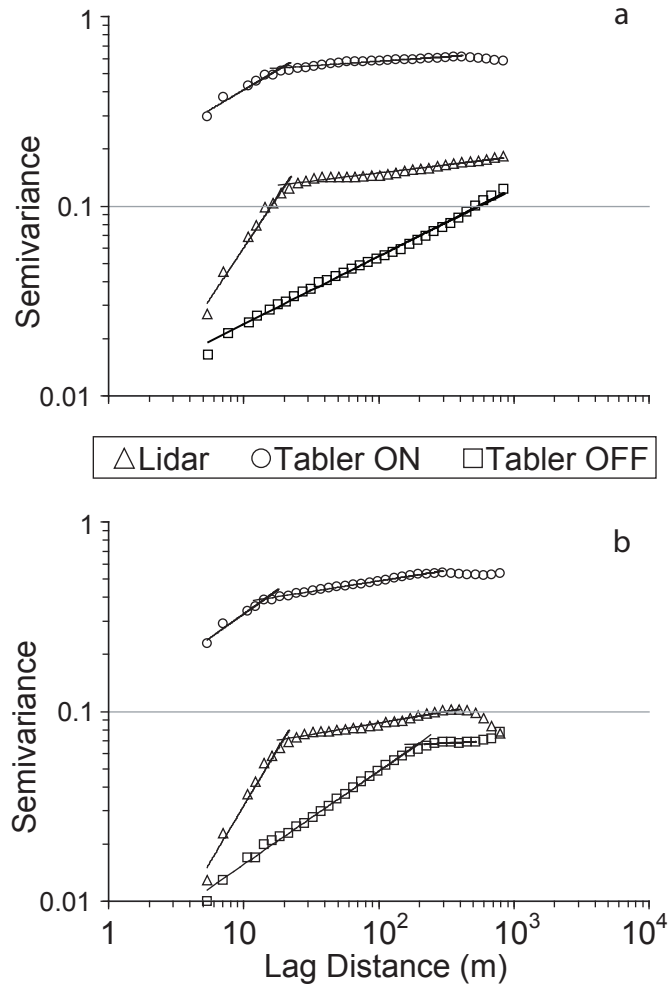 a
1
0.1
0.01
Semivariance
Lidar Tabler ON Tabler OFF
b
1
0.1
0.01
Semivariance
1 10 10² 10³ 10⁴
Lag Distance (m)